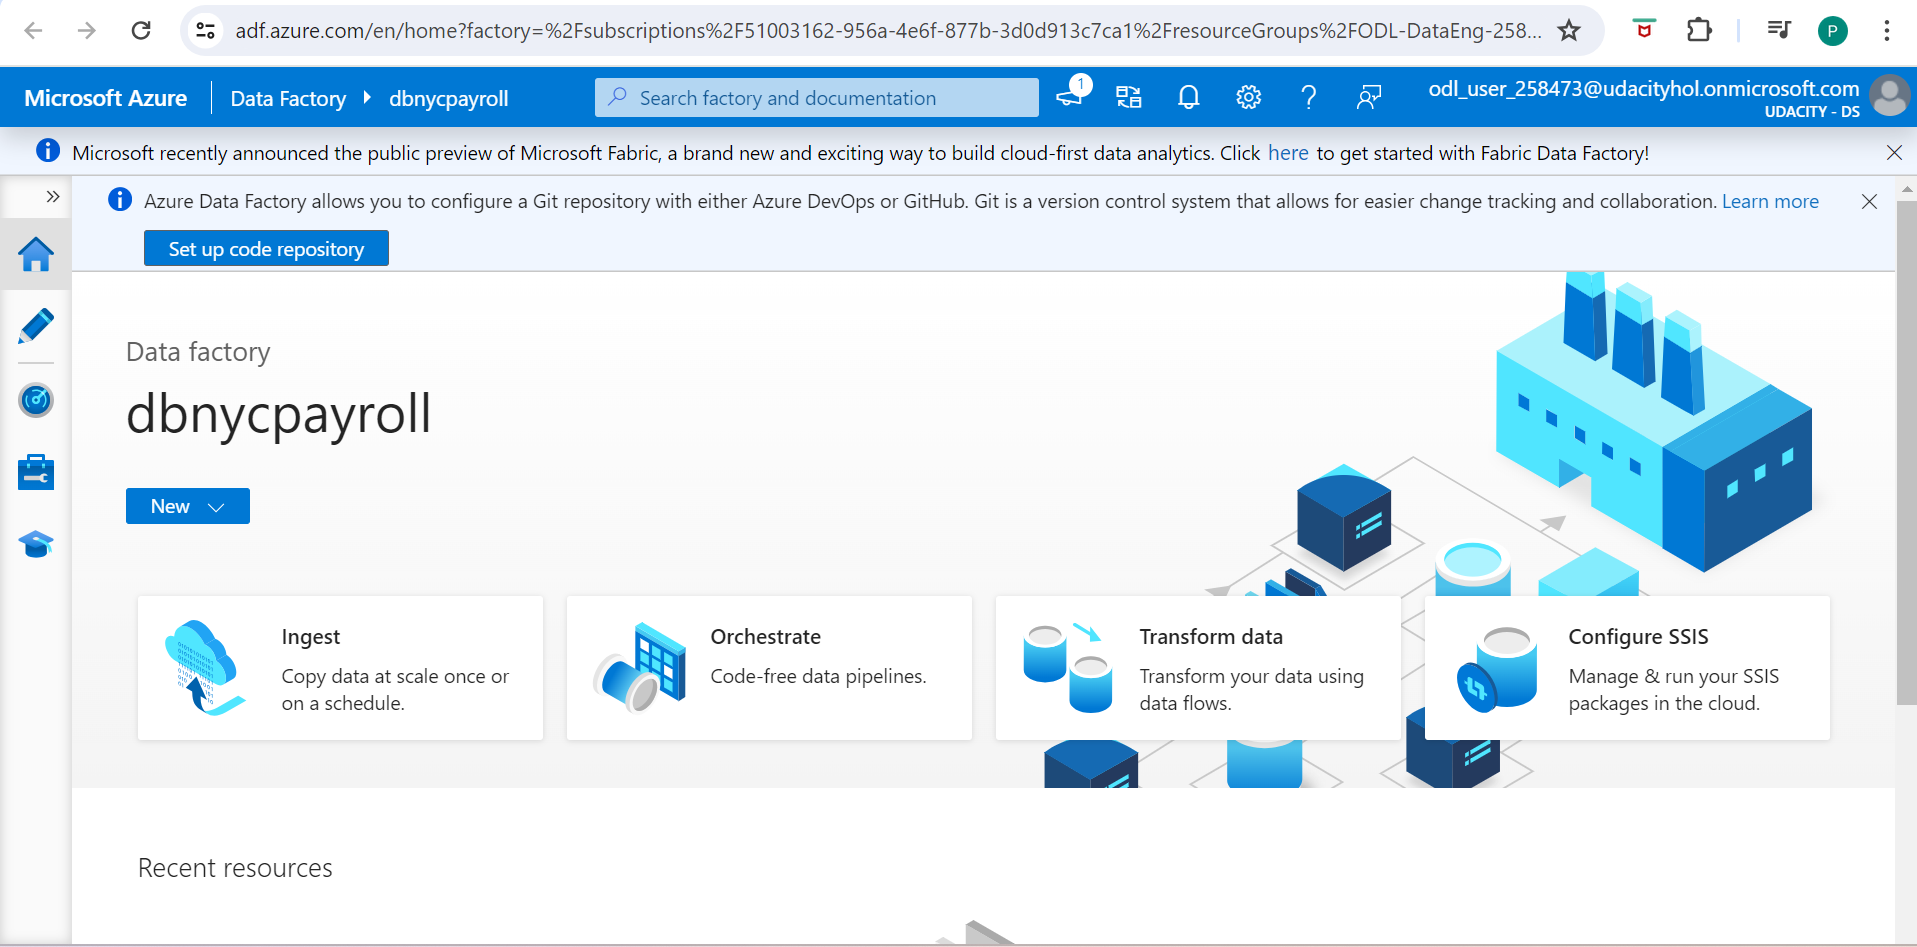 adf.azure.com/en/home?factory=%2Fsubscriptions%2F51003162-956a-4e6f-877b-3d0d913c7ca1%2FresourceGroups%2FODL-DataEng-258...
P
Microsoft Azure
Data Factory
dbnycpayroll
Search factory and documentation
1
odl_user_258473@udacityhol.onmicrosoft.com
UDACITY - DS
Microsoft recently announced the public preview of Microsoft Fabric, a brand new and exciting way to build cloud-first data analytics. Click here to get started with Fabric Data Factory!
Azure Data Factory allows you to configure a Git repository with either Azure DevOps or GitHub. Git is a version control system that allows for easier change tracking and collaboration. Learn more
Set up code repository
Data factory
dbnycpayroll
New
Ingest
Copy data at scale once or
on a schedule.
Orchestrate
Code-free data pipelines.
Transform data
Transform your data using
data flows.
Configure SSIS
Manage & run your SSIS
packages in the cloud.
Recent resources